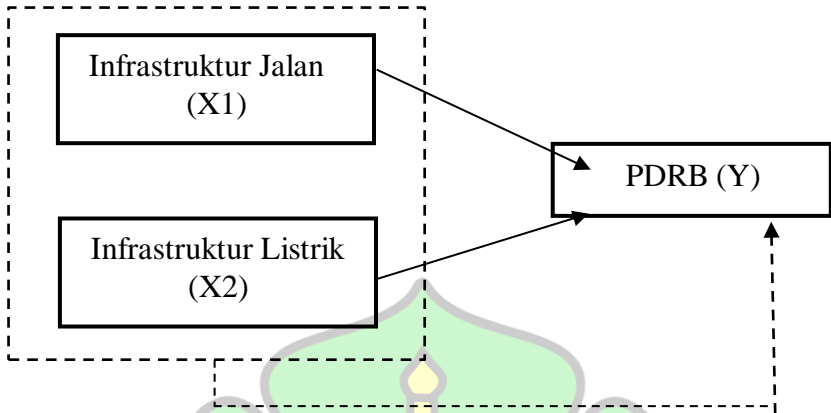 Infrastruktur Jalan
(X1)
PDRB (Y)
Infrastruktur Listrik
(X2)